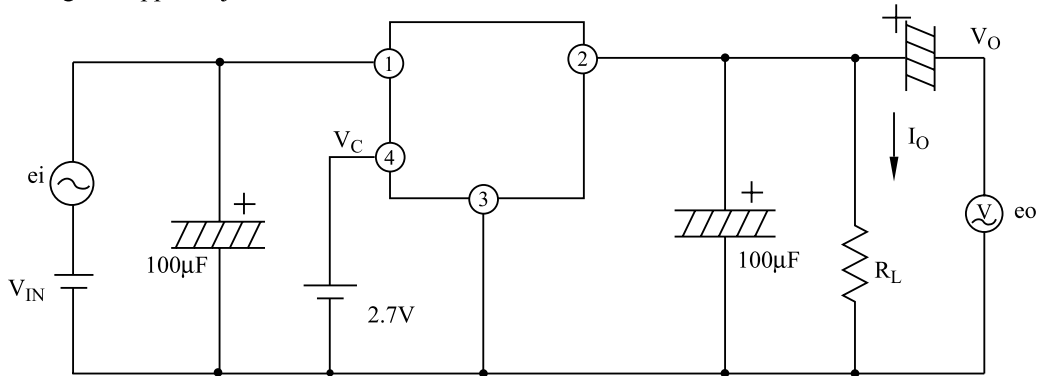 +
V_O
1
2
V_C
I_O
4
ei
3
+
+
V
eo
100μF
100μF
R_L
V_IN
2.7V